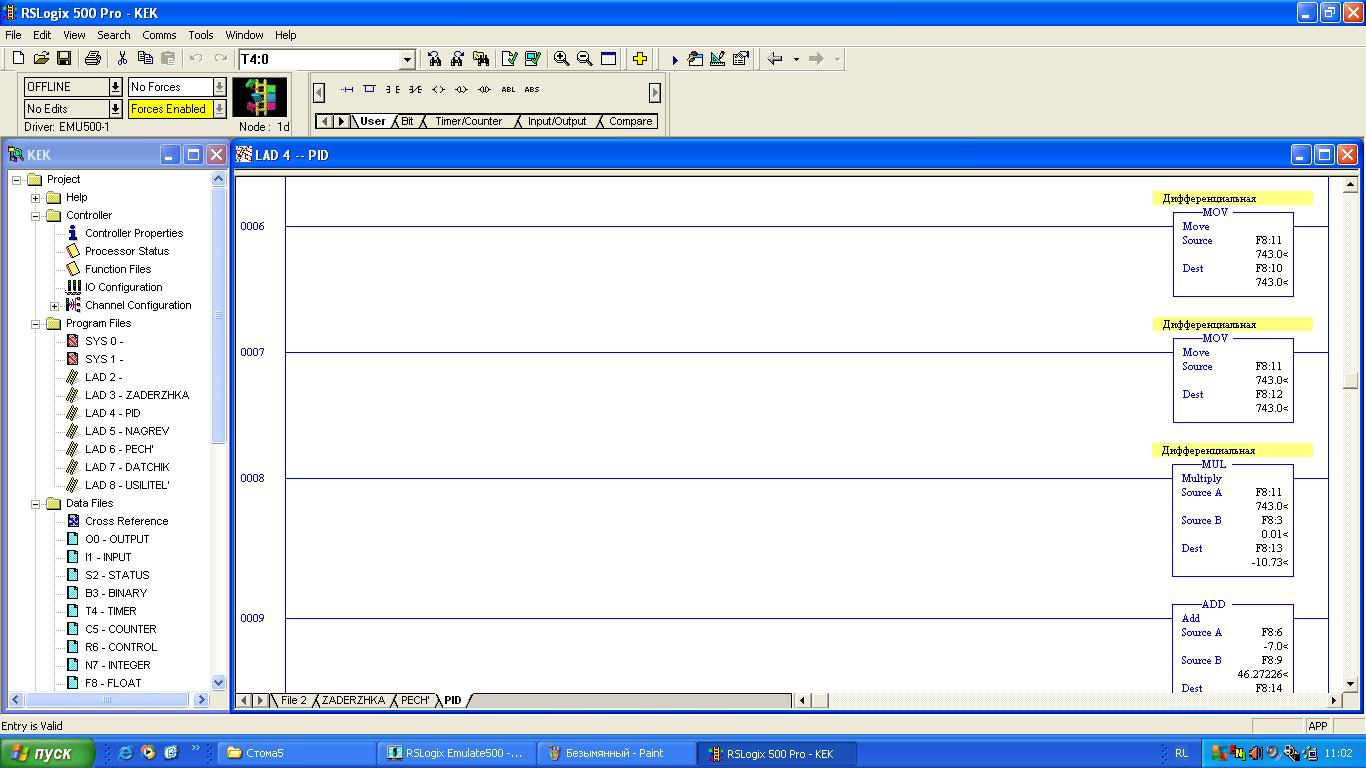 RSLogix 500 Pro - KEK
File Edit View Search Comms Tools Window Help
T4:0
OFFLINE No Forces
No Edits Forces Enabled
Driver: EMU500-1 Node : 1d
ABL ABS
User Bit Timer/Counter Input/Output Compare
KEK
Project
Help
Controller
Controller Properties
Processor Status
Function Files
IO Configuration
Channel Configuration
Program Files
SYS 0 -
SYS 1 -
LAD 2 -
LAD 3 - ZADERZHKA
LAD 4 - PID
LAD 5 - NAGREV
LAD 6 - PECH'
LAD 7 - DATCHIK
LAD 8 - USILITEL'
Data Files
Cross Reference
O0 - OUTPUT
I1 - INPUT
S2 - STATUS
B3 - BINARY
T4 - TIMER
C5 - COUNTER
R6 - CONTROL
N7 - INTEGER
F8 - FLOAT
LAD 4 -- PID
Дифференциальная
0006
MOV
Move
Source F8:11
743.0<
Dest F8:10
743.0<
Дифференциальная
0007
MOV
Move
Source F8:11
743.0<
Dest F8:12
743.0<
Дифференциальная
0008
MUL
Multiply
Source A F8:11
743.0<
Source B F8:3
0.01<
Dest F8:13
-10.73<
0009
ADD
Add
Source A F8:6
-7.0<
Source B F8:9
46.27226<
Dest F8:14
File 2 ZADERZHKA PECH' PID
Entry is Valid APP
пуск Стома5 RSLogix Emulate500 -... Безымянный - Paint RSLogix 500 Pro - KEK RL 11:02